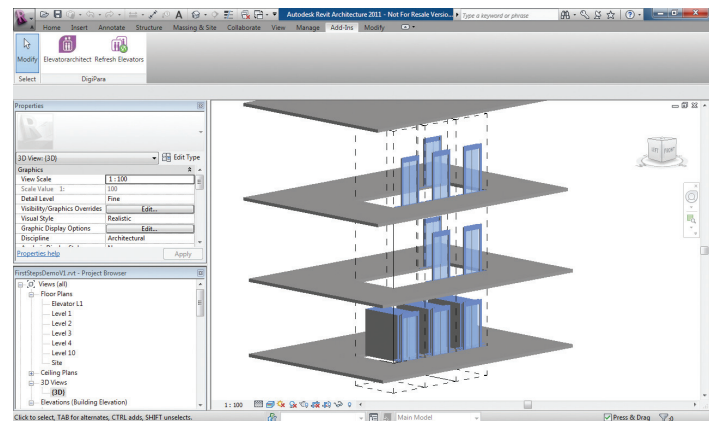 Autodesk Revit Architecture 2011 - Not For Resale Versio...
Type a keyword or phrase
Home Insert Annotate Structure Massing & Site Collaborate View Manage Add-Ins Modify
Modify Elevatorarchitect Refresh Elevators
Select DigiPara
Properties
3D View: {3D} Edit Type
Graphics
View Scale 1 : 100
Scale Value 1: 100
Detail Level Fine
Visibility/Graphics Overrides Edit...
Visual Style Realistic
Graphic Display Options Edit...
Discipline Architectural
Properties help Apply
FirstStepsDemoV1.rvt - Project Browser
Views (all)
Floor Plans
Elevator L1
Level 1
Level 2
Level 3
Level 4
Level 10
Site
Ceiling Plans
3D Views
{3D}
Elevations (Building Elevation)
FRONT
1 : 100
Click to select, TAB for alternates, CTRL adds, SHIFT unselects.
Main Model
Press & Drag
:0